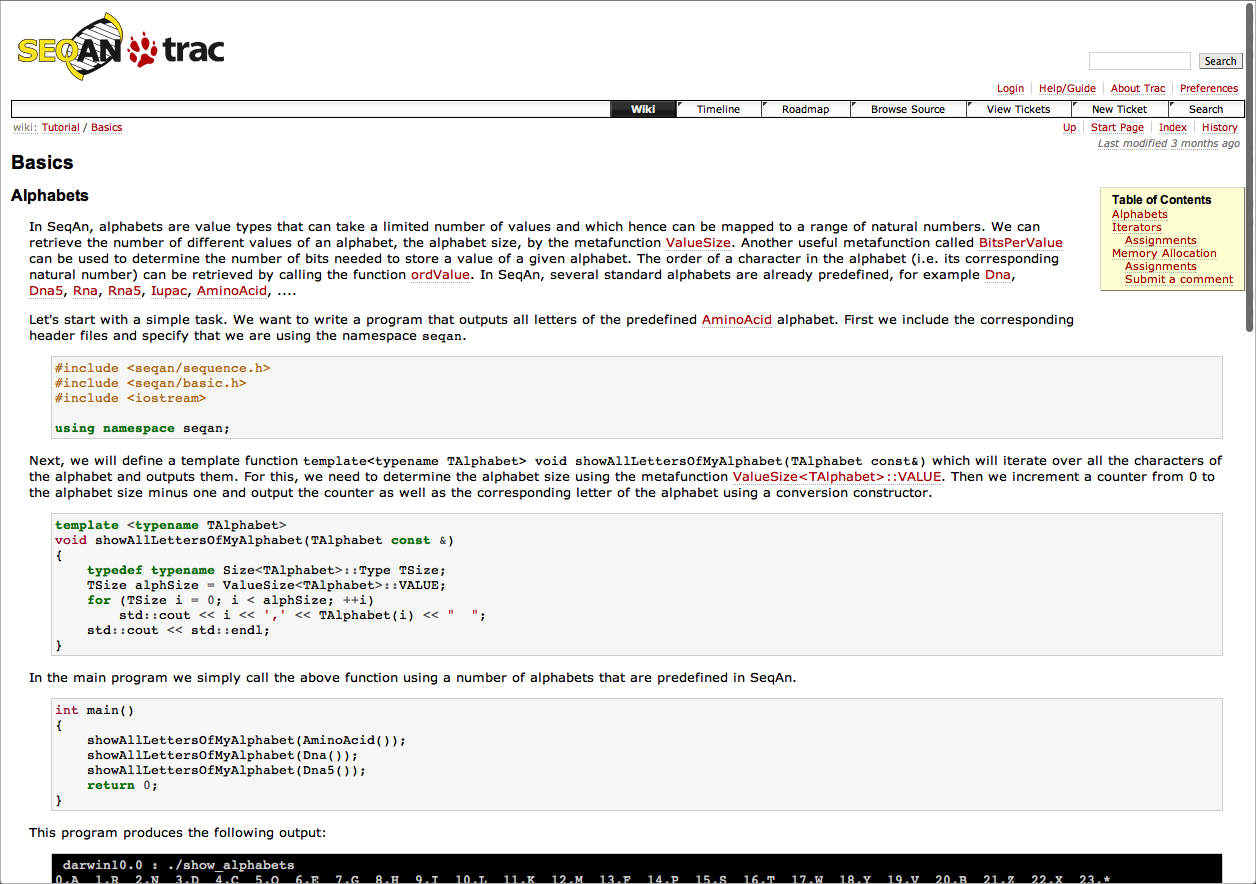 SEQAN trac
Search
Login Help/Guide About Trac Preferences
Wiki Timeline Roadmap Browse Source View Tickets New Ticket Search
wiki: Tutorial / Basics
Up Start Page Index History
Last modified 3 months ago
Basics
Alphabets
Table of Contents
Alphabets
Iterators
Assignments
Memory Allocation
Assignments
Submit a comment
In SeqAn, alphabets are value types that can take a limited number of values and which hence can be mapped to a range of natural numbers. We can
retrieve the number of different values of an alphabet, the alphabet size, by the metafunction ValueSize. Another useful metafunction called BitsPerValue
can be used to determine the number of bits needed to store a value of a given alphabet. The order of a character in the alphabet (i.e. its corresponding
natural number) can be retrieved by calling the function ordValue. In SeqAn, several standard alphabets are already predefined, for example Dna,
Dna5, Rna, Rna5, Iupac, AminoAcid, ....
Let's start with a simple task. We want to write a program that outputs all letters of the predefined AminoAcid alphabet. First we include the corresponding
header files and specify that we are using the namespace seqan.
#include <seqan/sequence.h>
#include <seqan/basic.h>
#include <iostream>
using namespace seqan;
Next, we will define a template function template<typename TAlphabet> void showAllLettersOfMyAlphabet(TAlphabet const&) which will iterate over all the characters of
the alphabet and outputs them. For this, we need to determine the alphabet size using the metafunction ValueSize<TAlphabet>::VALUE. Then we increment a counter from 0 to
the alphabet size minus one and output the counter as well as the corresponding letter of the alphabet using a conversion constructor.
template <typename TAlphabet>
void showAllLettersOfMyAlphabet(TAlphabet const &)
{
    typedef typename Size<TAlphabet>::Type TSize;
    TSize alphSize = ValueSize<TAlphabet>::VALUE;
    for (TSize i = 0; i < alphSize; ++i)
        std::cout << i << ',' << TAlphabet(i) << "  ";
    std::cout << std::endl;
}
In the main program we simply call the above function using a number of alphabets that are predefined in SeqAn.
int main()
{
    showAllLettersOfMyAlphabet(AminoAcid());
    showAllLettersOfMyAlphabet(Dna());
    showAllLettersOfMyAlphabet(Dna5());
    return 0;
}
This program produces the following output:
darwin10.0 : ./show_alphabets
0,A 1,R 2,N 3,D 4,C 5,Q 6,E 7,G 8,H 9,I 10,L 11,K 12,M 13,F 14,P 15,S 16,T 17,W 18,Y 19,V 20,B 21,Z 22,X 23,*